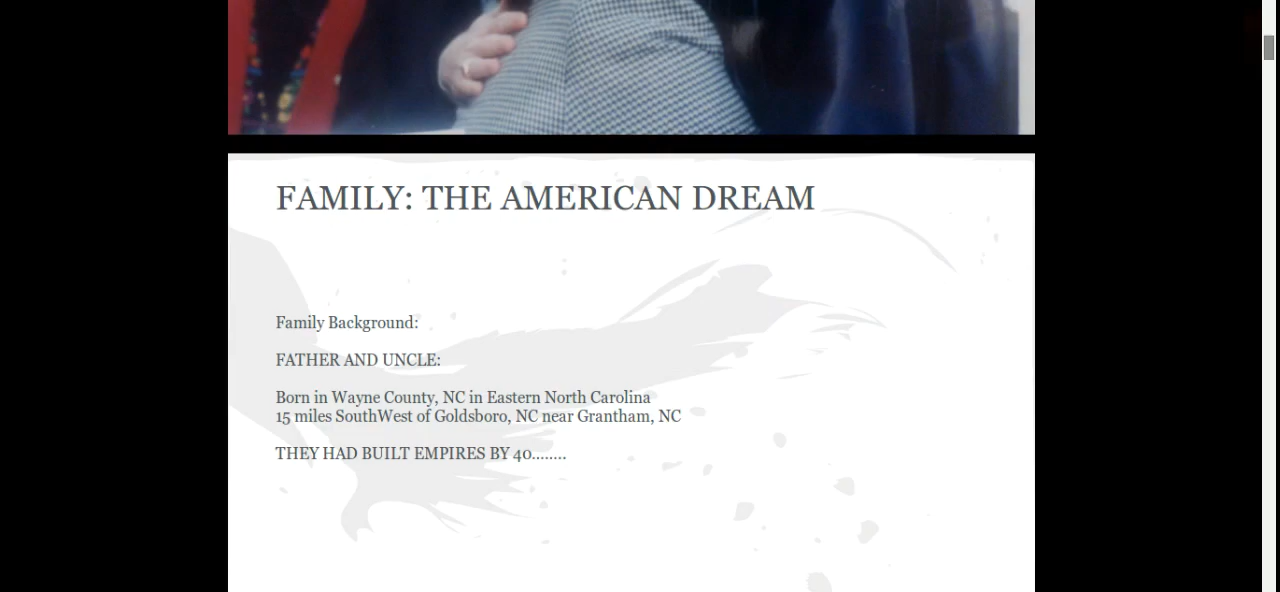 FAMILY: THE AMERICAN DREAM
Family Background:
FATHER AND UNCLE:
Born in Wayne County, NC in Eastern North Carolina
15 miles SouthWest of Goldsboro, NC near Grantham, NC
THEY HAD BUILT EMPIRES BY 40........